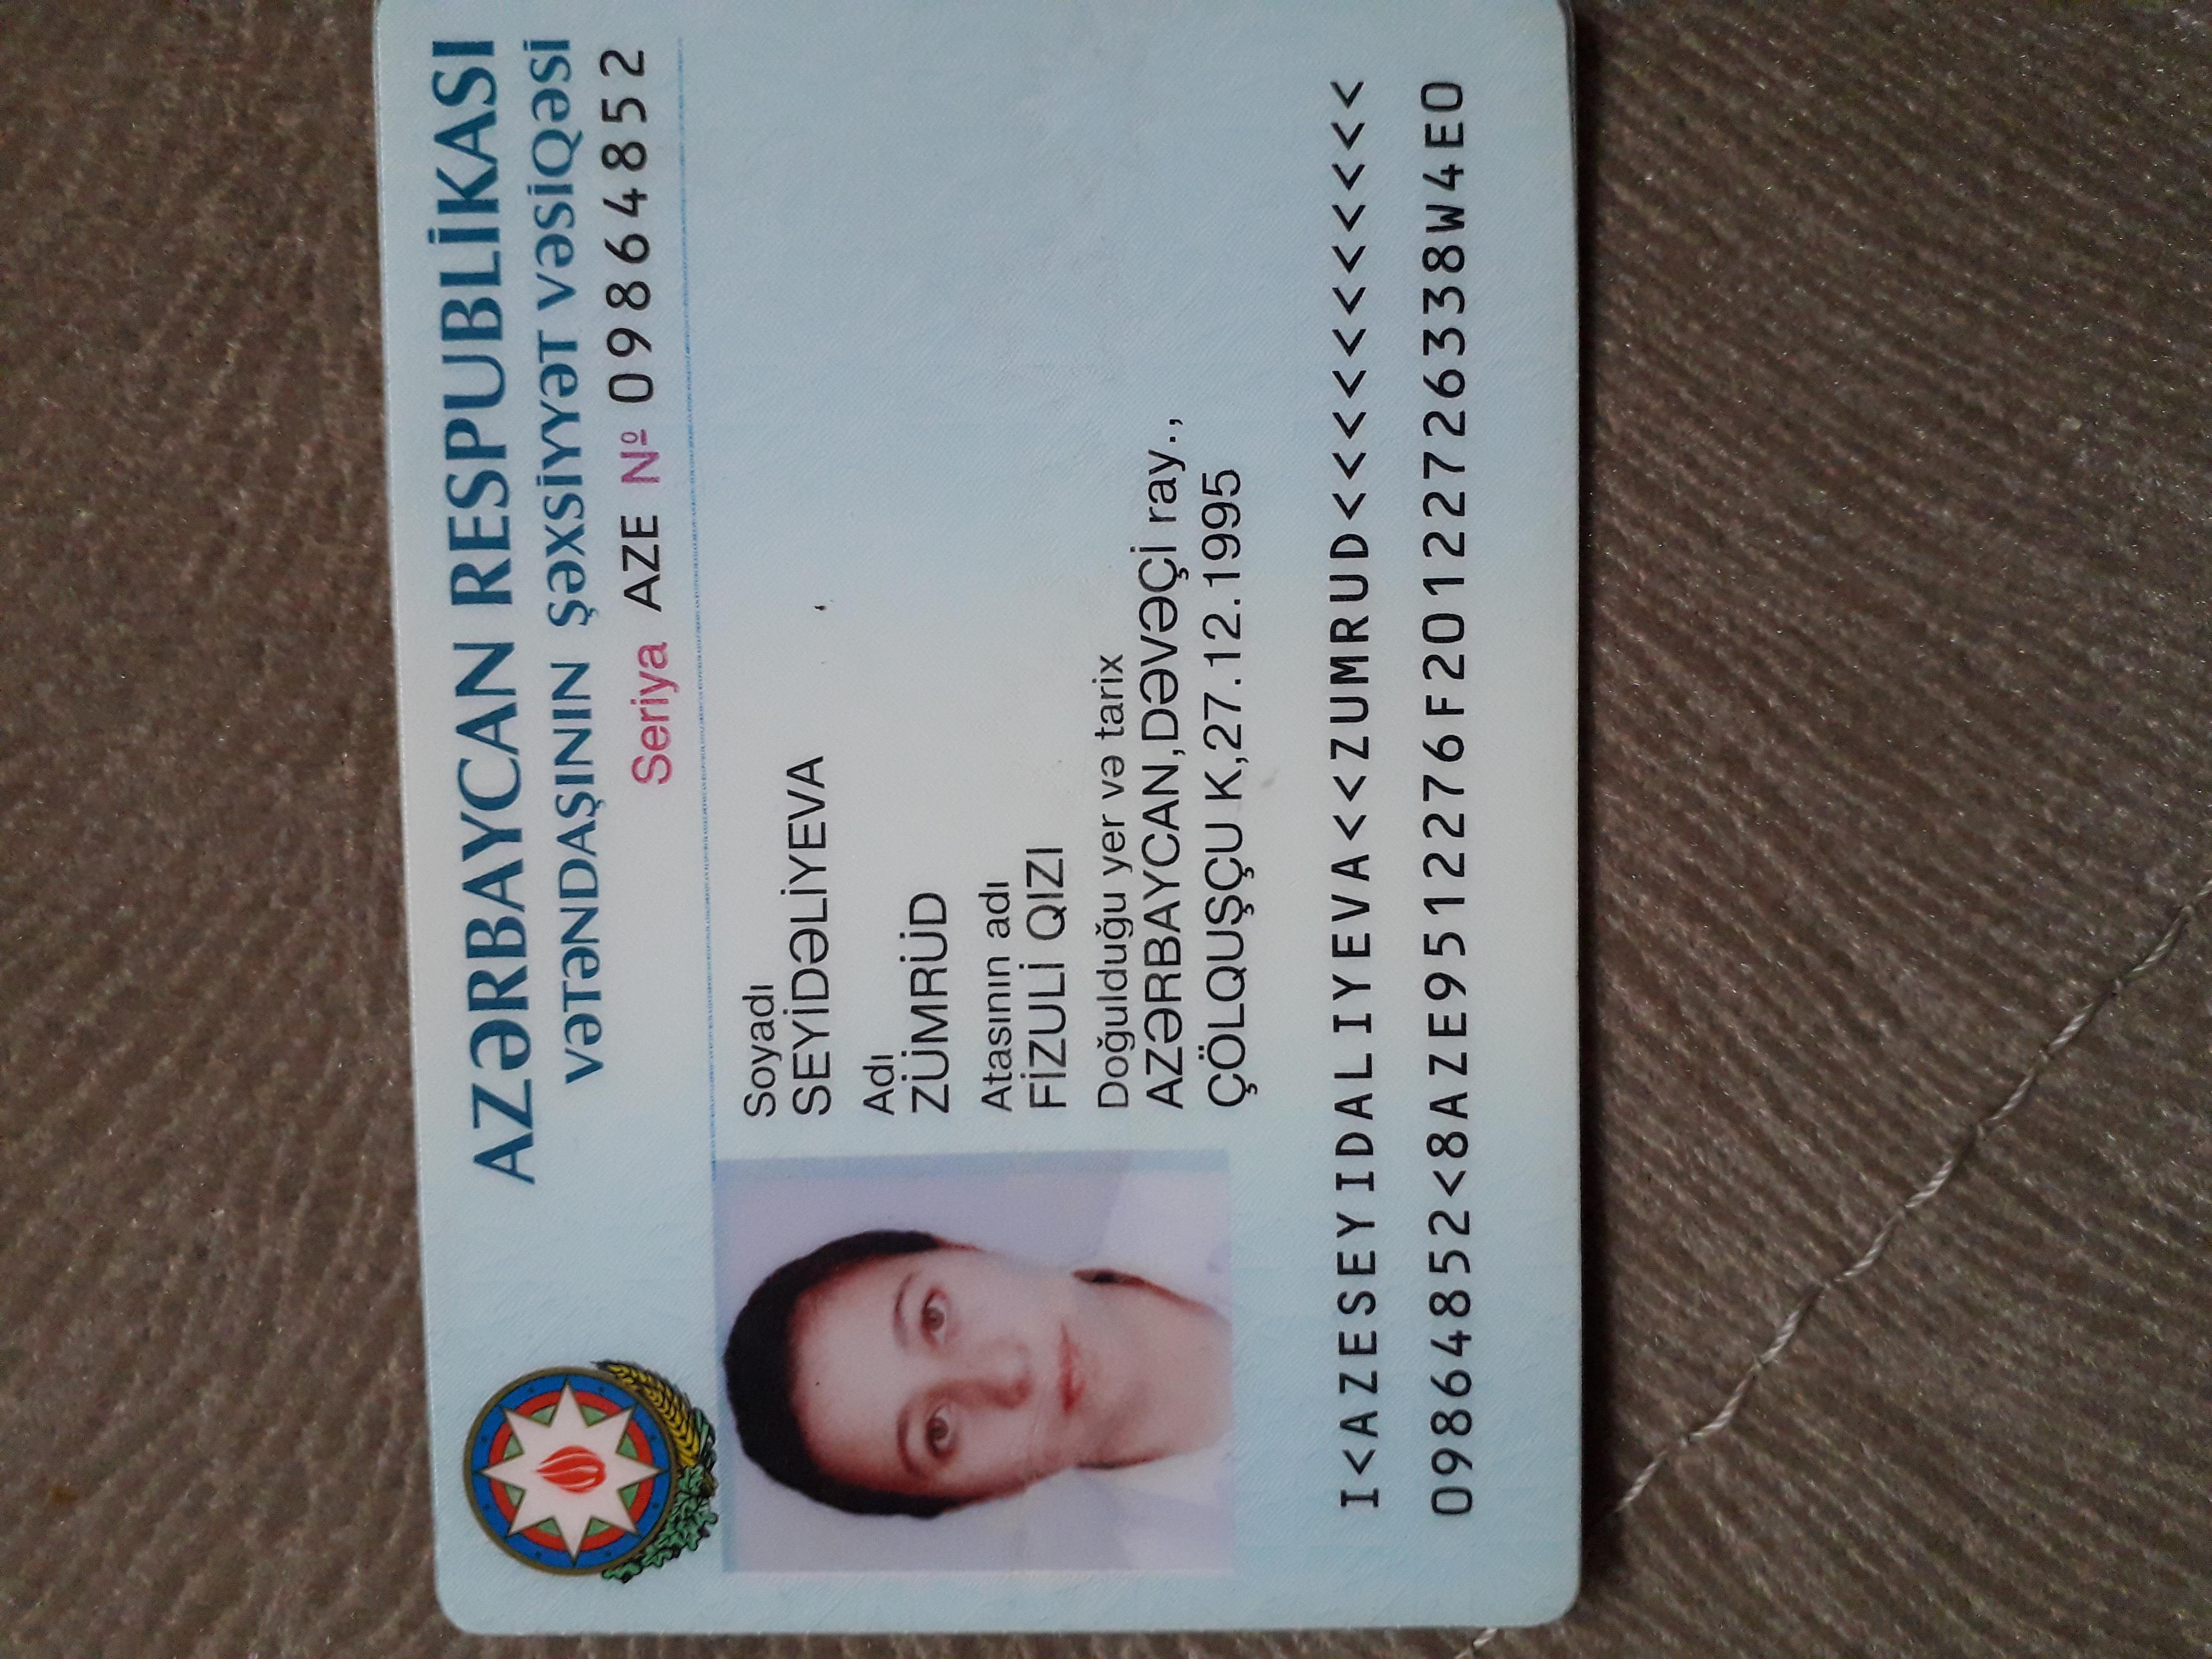 AZƏRBAYCAN RESPUBLİKASI
VƏTƏNDAŞININ ŞƏXSİYYƏT VƏSİQƏSİ
Seriya AZE № 09864852
Soyadı
SEYİDƏLİYEVA
Adı
ZÜMRÜD
Atasının adı
FİZULİ QIZI
Doğulduğu yer və tarix
AZƏRBAYCAN,DƏVƏÇİ ray.,
ÇÖLQUŞÇU K,27.12.1995
I<AZESEYIDALIYEVA<<ZUMRUD<<<<<<<<<<<
09864852<8AZE9512276F20122726338W4E0